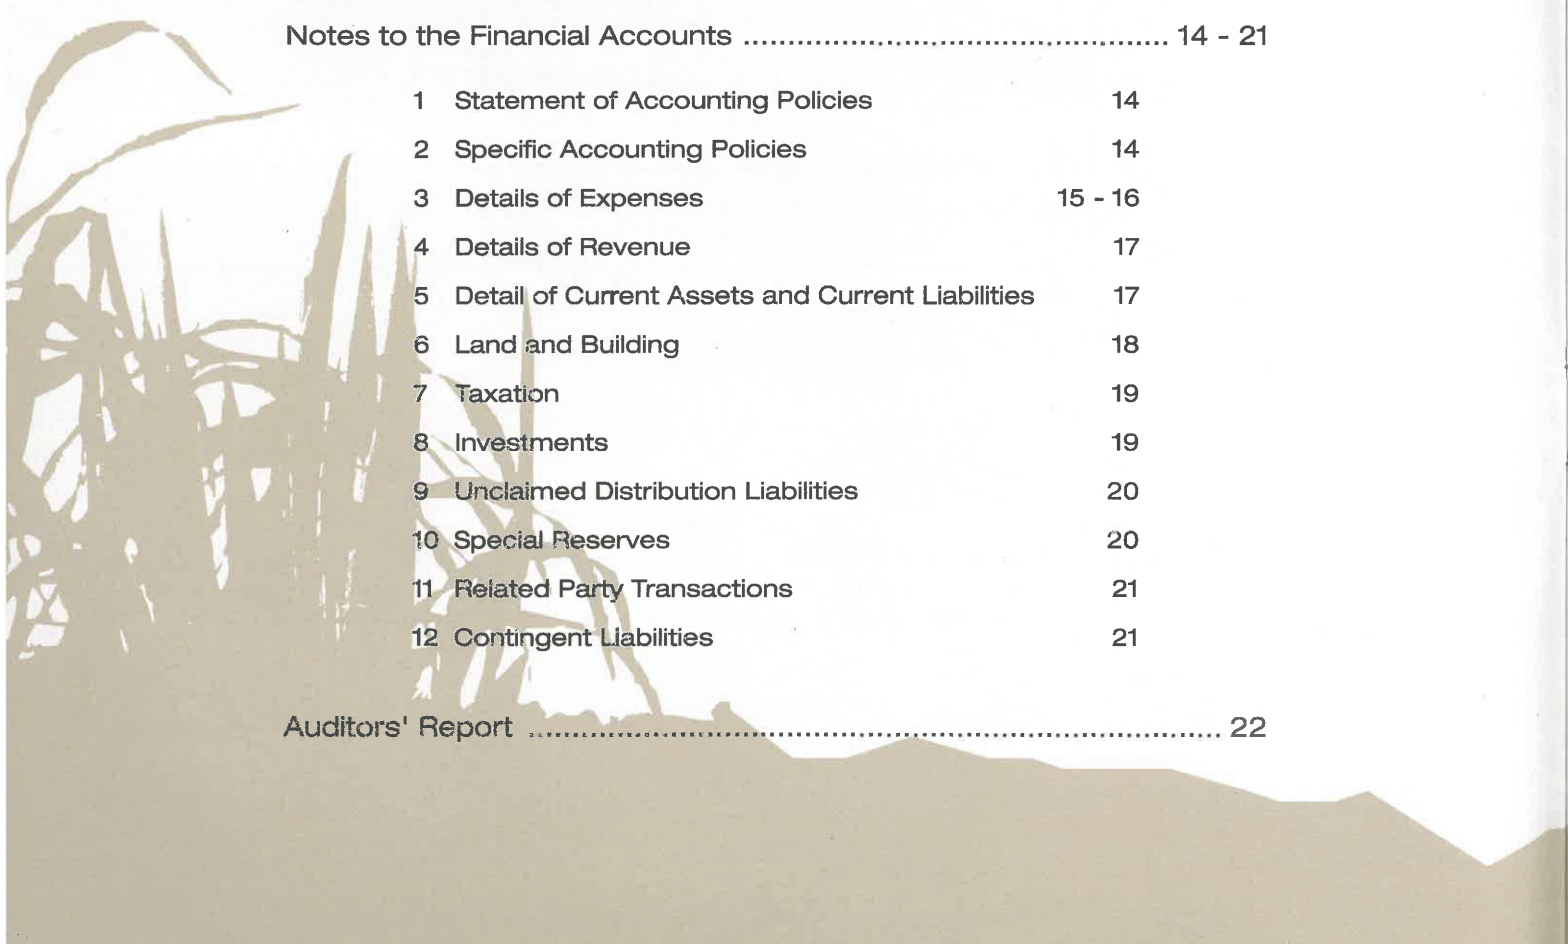 Notes to the Financial Accounts ................................................ 14 - 21
1 Statement of Accounting Policies 14
2 Specific Accounting Policies 14
3 Details of Expenses 15 - 16
4 Details of Revenue 17
5 Detail of Current Assets and Current Liabilities 17
6 Land and Building 18
7 Taxation 19
8 Investments 19
9 Unclaimed Distribution Liabilities 20
10 Special Reserves 20
11 Related Party Transactions 21
12 Contingent Liabilities 21
Auditors' Report ................................................................................ 22